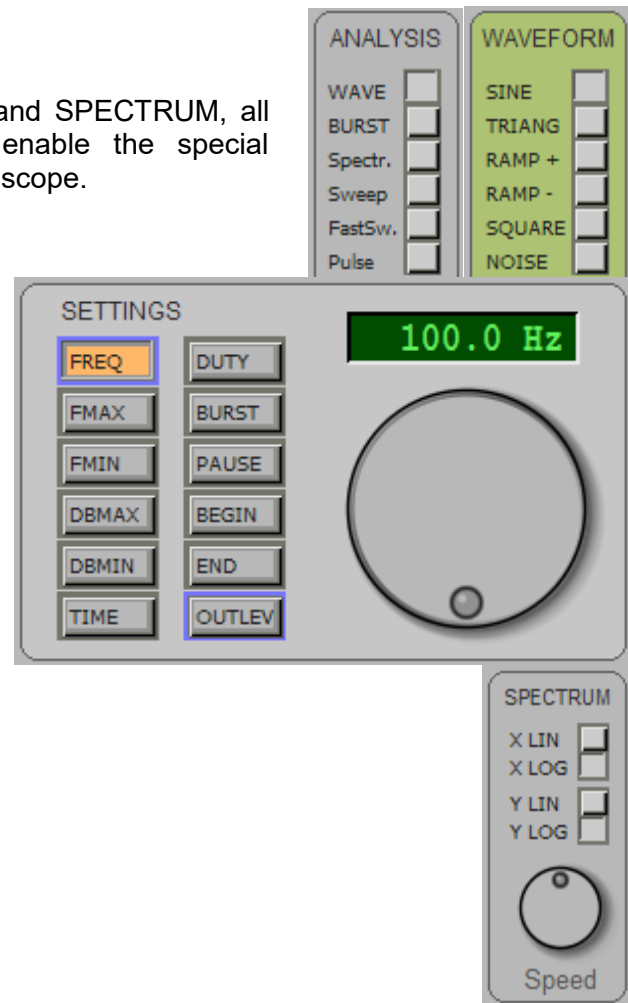 and SPECTRUM, all
enable the special
scope.
ANALYSIS
WAVE
BURST
Spectr.
Sweep
FastSw.
Pulse
WAVEFORM
SINE
TRIANG
RAMP +
RAMP -
SQUARE
NOISE
SETTINGS
100.0 Hz
FREQ DUTY
FMAX BURST
FMIN PAUSE
DBMAX BEGIN
DBMIN END
TIME OUTLEV
SPECTRUM
X LIN
X LOG
Y LIN
Y LOG
Speed